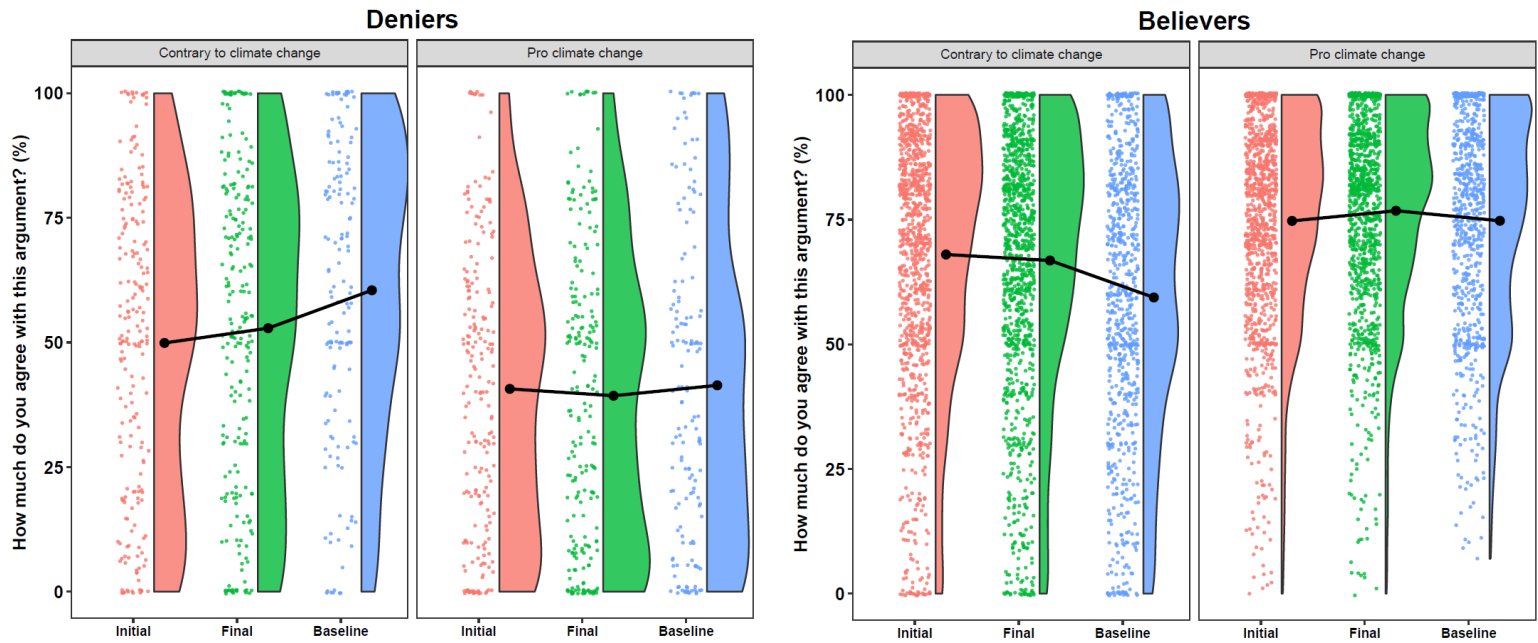 Deniers
Believers
Contrary to climate change
Pro climate change
Contrary to climate change
Pro climate change
How much do you agree with this argument? (%)
100
75
50
25
0
Initial
Final
Baseline
Initial
Final
Baseline
How much do you agree with this argument? (%)
100
75
50
25
0
Initial
Final
Baseline
Initial
Final
Baseline